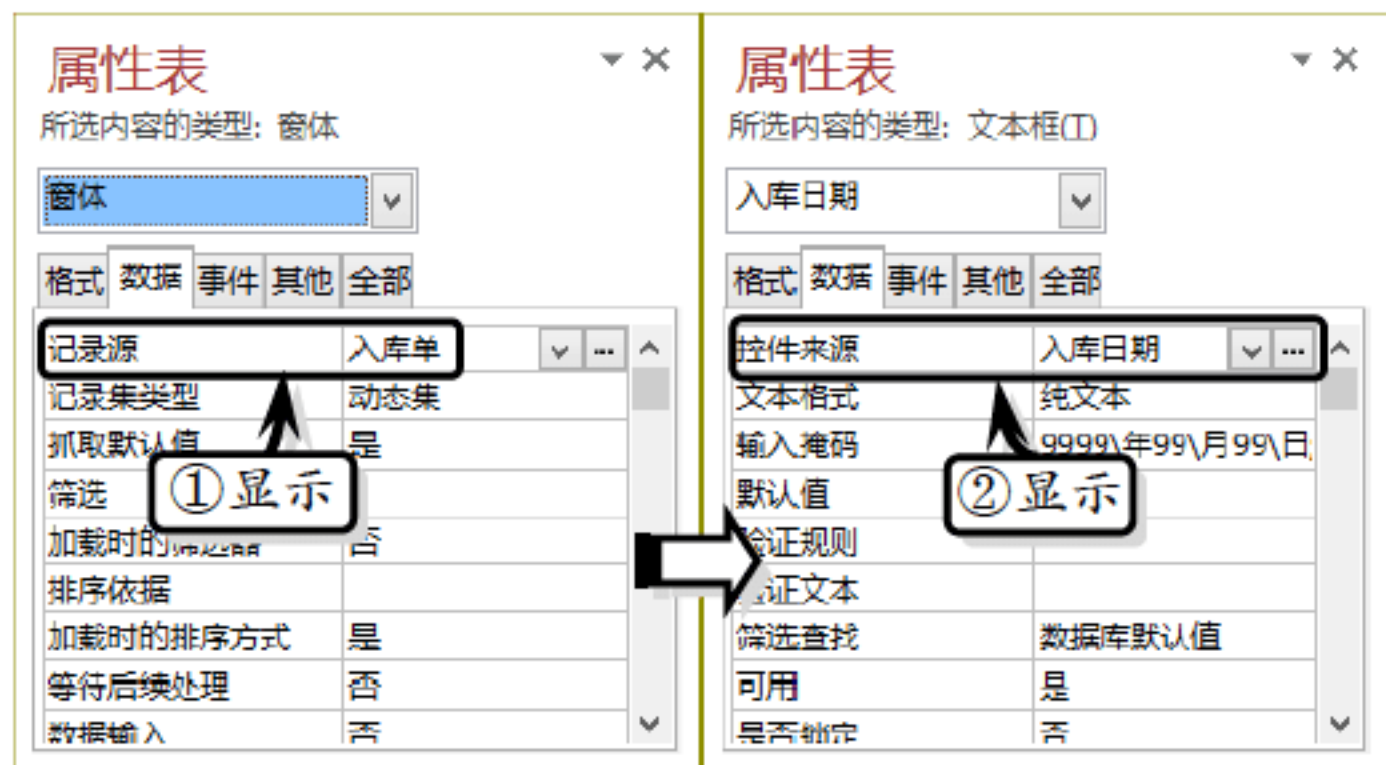 属性表
所选内容的类型: 窗体
窗体
格式 数据 事件 其他 全部
记录源 入库单
记录集类型 动态集
抓取默认值 是
筛选
①显示
加载时的筛选器 否
排序依据
加载时的排序方式 是
等待后续处理 否
数据输入 否
属性表
所选内容的类型: 文本框(T)
入库日期
格式 数据 事件 其他 全部
控件来源 入库日期
文本格式 纯文本
输入掩码 9999\年99\月99\日;
默认值
②显示
验证规则
验证文本
筛选查找 数据库默认值
可用 是
是否锁定 否